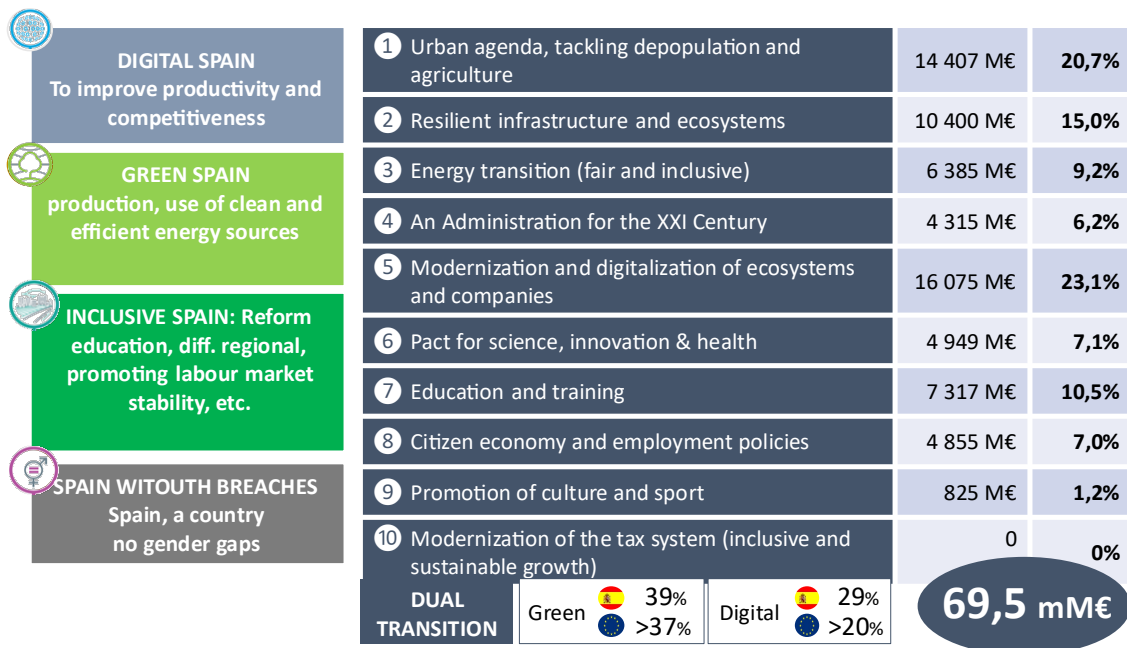 DIGITAL SPAIN
To improve productivity and
competitiveness
GREEN SPAIN
production, use of clean and
efficient energy sources
INCLUSIVE SPAIN: Reform
education, diff. regional,
promoting labour market
stability, etc.
SPAIN WITOUTH BREACHES
Spain, a country
no gender gaps
1 Urban agenda, tackling depopulation and
agriculture
14 407 M€ 20,7%
2 Resilient infrastructure and ecosystems 10 400 M€ 15,0%
3 Energy transition (fair and inclusive) 6 385 M€ 9,2%
4 An Administration for the XXI Century 4 315 M€ 6,2%
5 Modernization and digitalization of ecosystems
and companies
16 075 M€ 23,1%
6 Pact for science, innovation & health 4 949 M€ 7,1%
7 Education and training 7 317 M€ 10,5%
8 Citizen economy and employment policies 4 855 M€ 7,0%
9 Promotion of culture and sport 825 M€ 1,2%
10 Modernization of the tax system (inclusive and
sustainable growth)
0 0%
DUAL
TRANSITION
Green 39%
>37%
Digital 29%
>20%
69,5 mM€